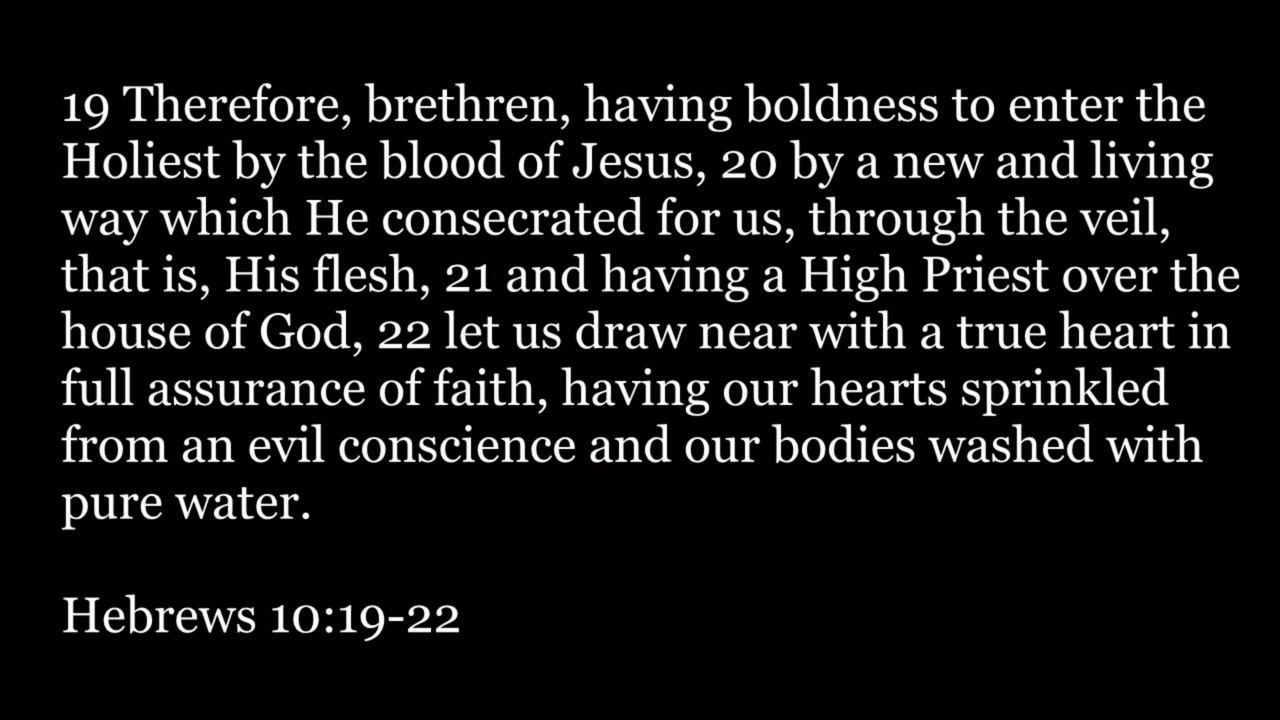 19 Therefore, brethren, having boldness to enter the
Holiest by the blood of Jesus, 20 by a new and living
way which He consecrated for us, through the veil,
that is, His flesh, 21 and having a High Priest over the
house of God, 22 let us draw near with a true heart in
full assurance of faith, having our hearts sprinkled
from an evil conscience and our bodies washed with
pure water.
Hebrews 10:19-22